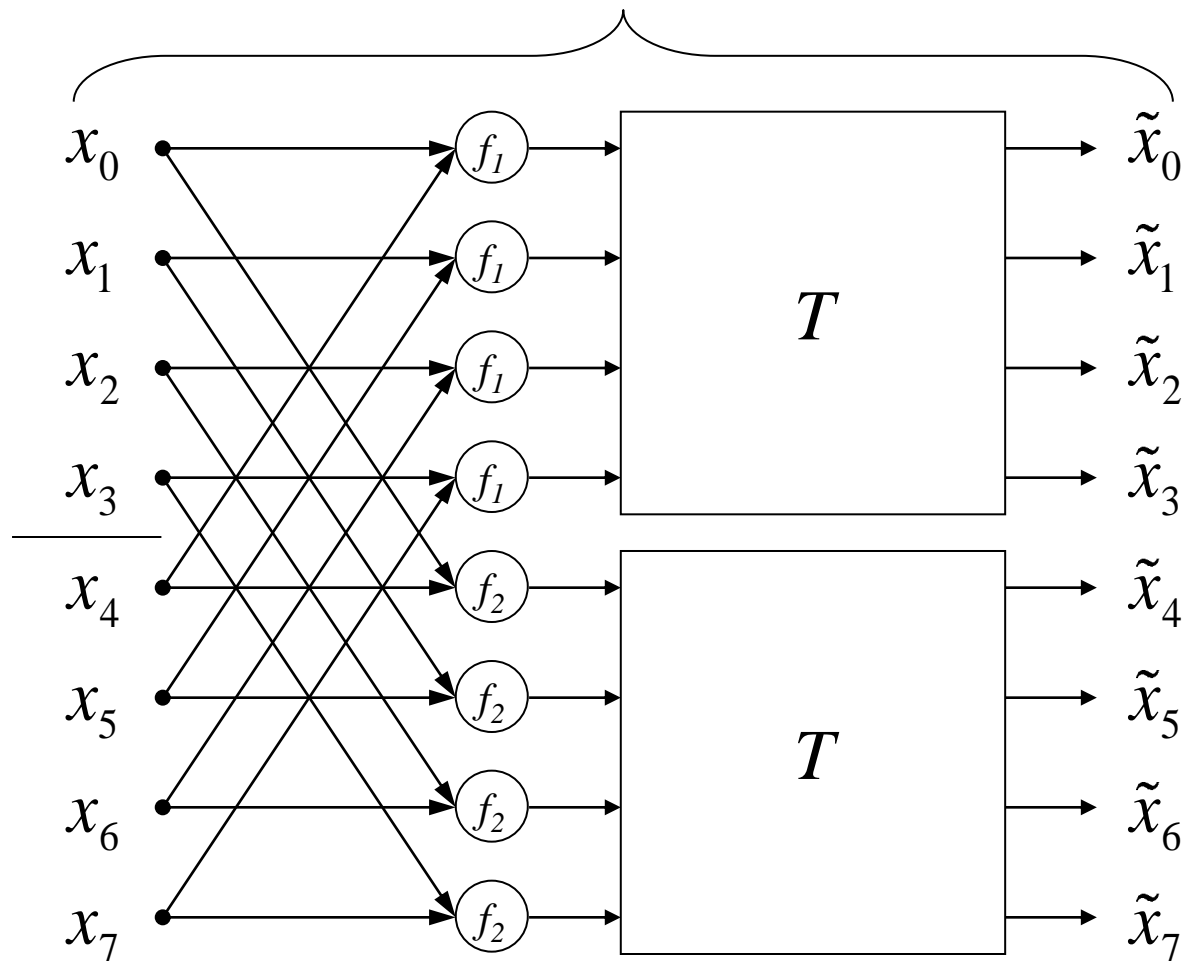 x₀ f₁ x̃₀
x₁ f₁ x̃₁
T
x₂ f₁ x̃₂
x₃ f₁ x̃₃
x₄ f₂ x̃₄
x₅ f₂ x̃₅
T
x₆ f₂ x̃₆
x₇ f₂ x̃₇